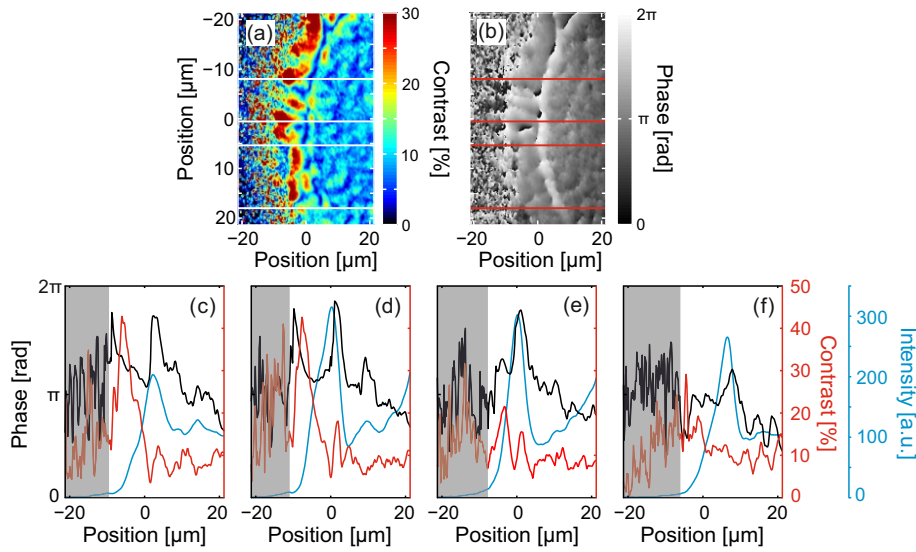 (a)
(b)
−20
−10
0
10
20
Position [µm]
−20 0 20
Position [µm]
30
20
10
0
Contrast [%]
−20 0 20
Position [µm]
2π
π
0
Phase [rad]
(c)
(d)
(e)
(f)
2π
π
0
Phase [rad]
−20 0 20
Position [µm]
−20 0 20
Position [µm]
−20 0 20
Position [µm]
−20 0 20
Position [µm]
50
40
30
20
10
0
Contrast [%]
300
200
100
0
Intensity [a.u.]